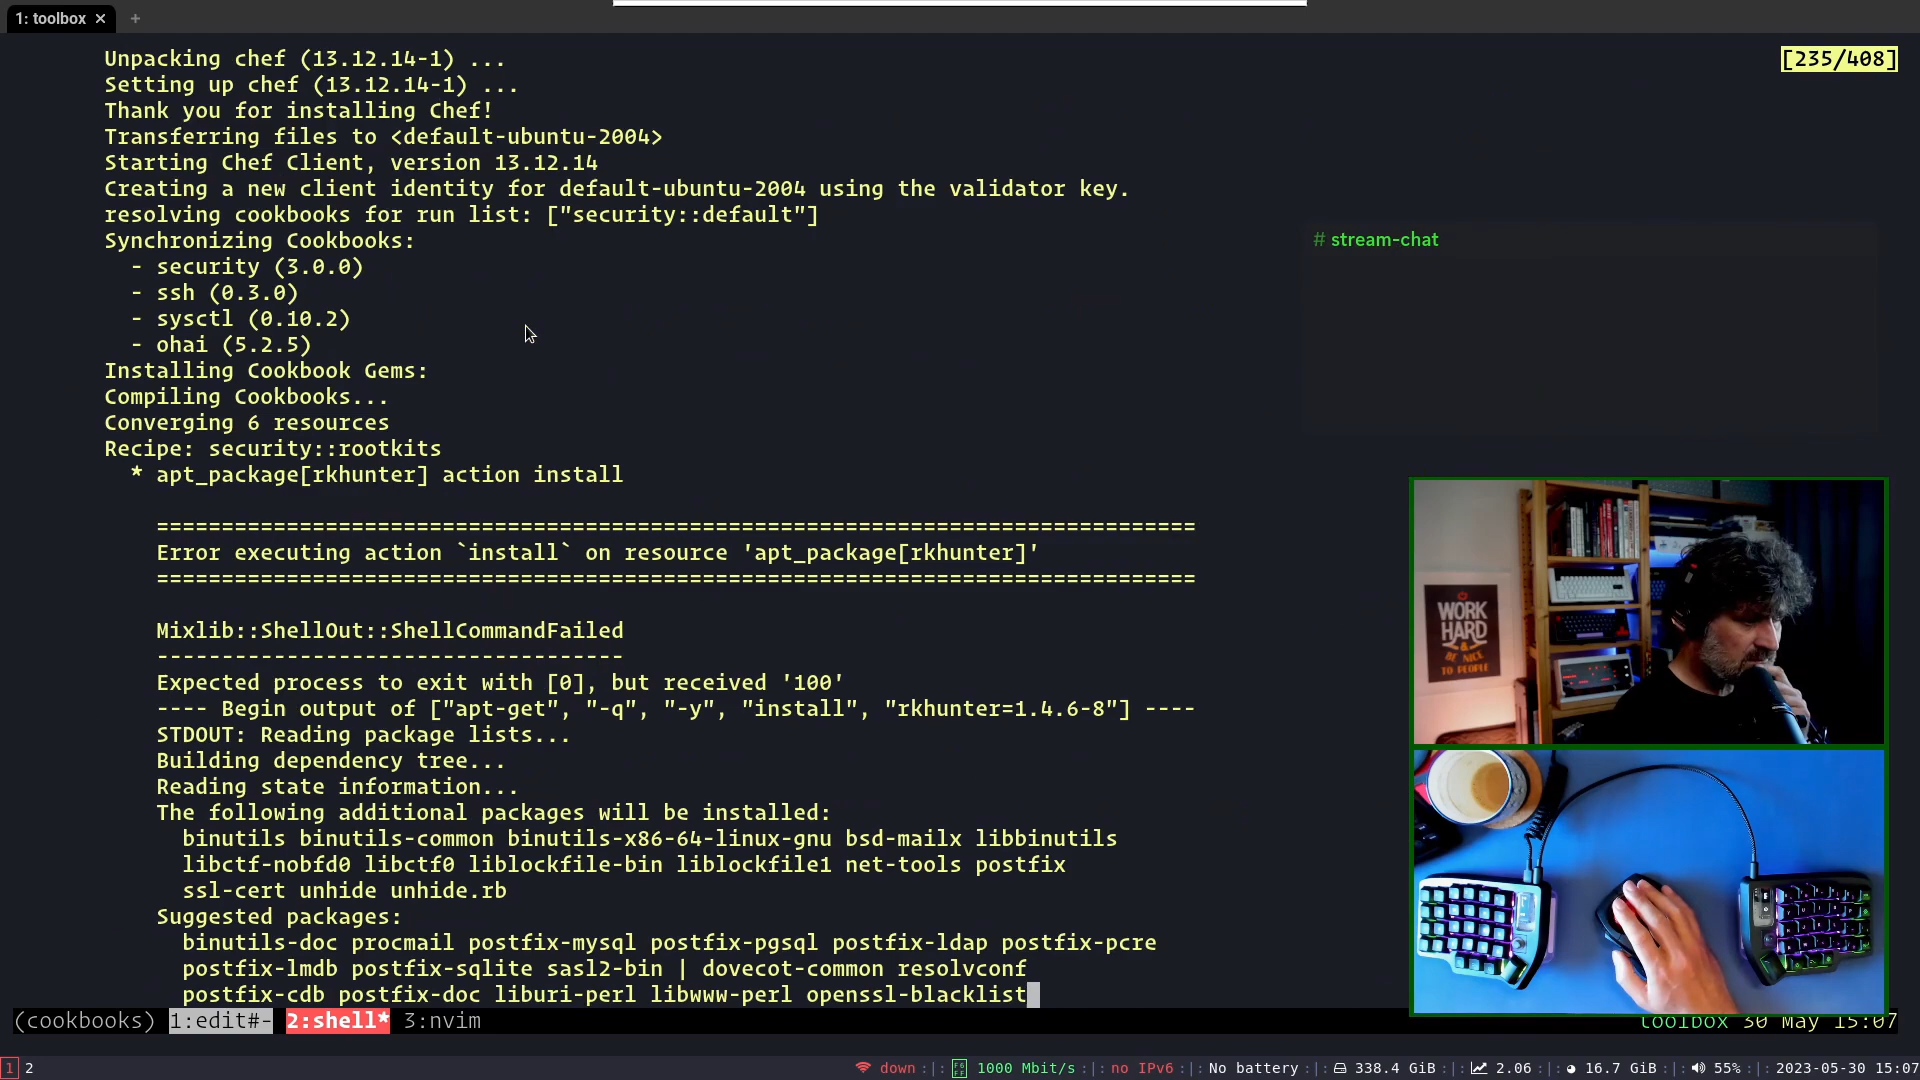 1: toolbox × +
Unpacking chef (13.12.14-1) ...
[235/408]
Setting up chef (13.12.14-1) ...
Thank you for installing Chef!
Transferring files to <default-ubuntu-2004>
Starting Chef Client, version 13.12.14
Creating a new client identity for default-ubuntu-2004 using the validator key.
resolving cookbooks for run list: ["security::default"]
Synchronizing Cookbooks:
- security (3.0.0)
- ssh (0.3.0)
- sysctl (0.10.2)
- ohai (5.2.5)
Installing Cookbook Gems:
Compiling Cookbooks...
Converging 6 resources
Recipe: security::rootkits
* apt_package[rkhunter] action install
================================================================================
Error executing action `install` on resource 'apt_package[rkhunter]'
================================================================================
Mixlib::ShellOut::ShellCommandFailed
------------------------------------
Expected process to exit with [0], but received '100'
---- Begin output of ["apt-get", "-q", "-y", "install", "rkhunter=1.4.6-8"] ----
STDOUT: Reading package lists...
Building dependency tree...
Reading state information...
The following additional packages will be installed:
binutils binutils-common binutils-x86-64-linux-gnu bsd-mailx libbinutils
libctf-nobfd0 libctf0 liblockfile-bin liblockfile1 net-tools postfix
ssl-cert unhide unhide.rb
Suggested packages:
binutils-doc procmail postfix-mysql postfix-pgsql postfix-ldap postfix-pcre
postfix-lmdb postfix-sqlite sasl2-bin | dovecot-common resolvconf
postfix-cdb postfix-doc liburi-perl libwww-perl openssl-blacklist
# stream-chat
WORK
HARD
&
BE NICE
TO PEOPLE
(cookbooks) 1:edit#- 2:shell* 3:nvim
toolbox 30 May 15:07
1 2
down :|: 1000 Mbit/s :|: no IPv6 :|: No battery :|: 338.4 GiB :|: 2.06 :|: 16.7 GiB :|: 55% :|: 2023-05-30 15:07